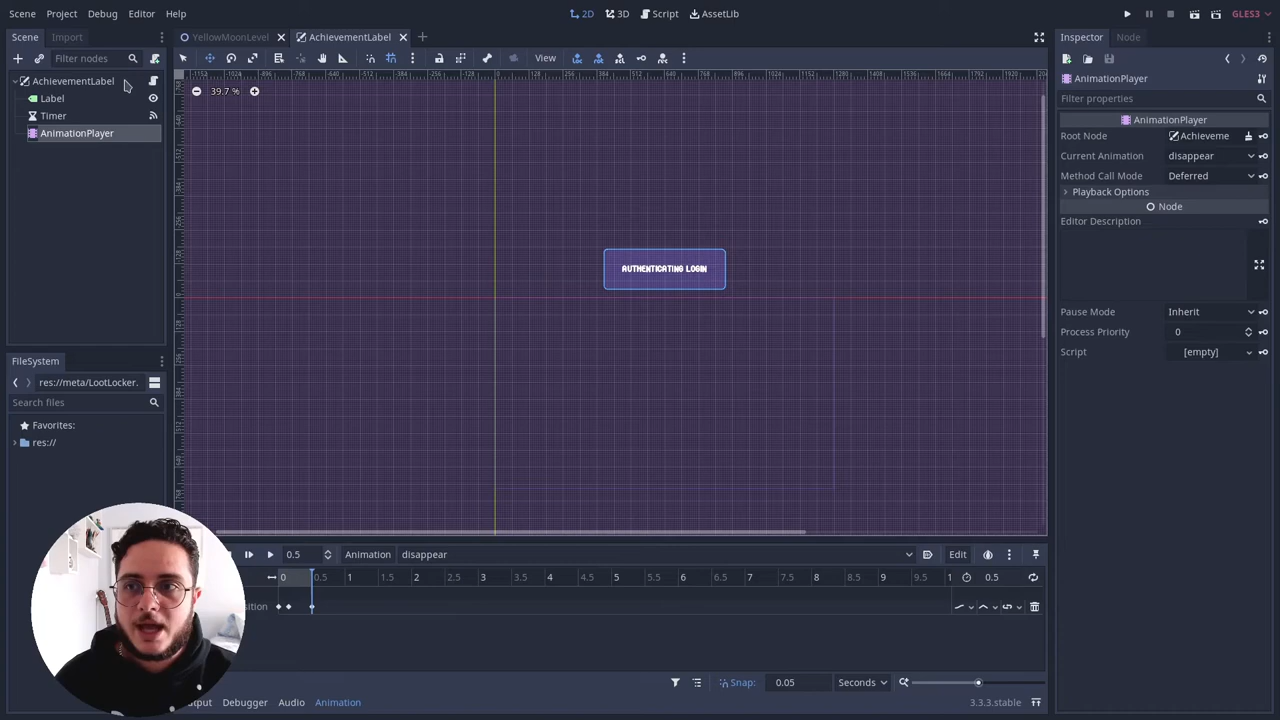 Scene Project Debug Editor Help
2D 3D Script AssetLib
GLES3
Scene Import
YellowMoonLevel AchievementLabel
Inspector Node
Filter nodes
View
AchievementLabel
Label
Timer
AnimationPlayer
39.7 %
AUTHENTICATING LOGIN
AnimationPlayer
Filter properties
AnimationPlayer
Root Node Achieveme
Current Animation disappear
Method Call Mode Deferred
Playback Options
Node
Editor Description
Pause Mode Inherit
Process Priority 0
Script [empty]
FileSystem
res://meta/LootLocker.
Search files
Favorites:
res://
0.5 Animation disappear Edit
0 0.5 1 1.5 2 2.5 3 3.5 4 4.5 5 5.5 6 6.5 7 7.5 8 8.5 9 9.5 1 0.5
sition
Snap: 0.05 Seconds
utput Debugger Audio Animation
3.3.3.stable